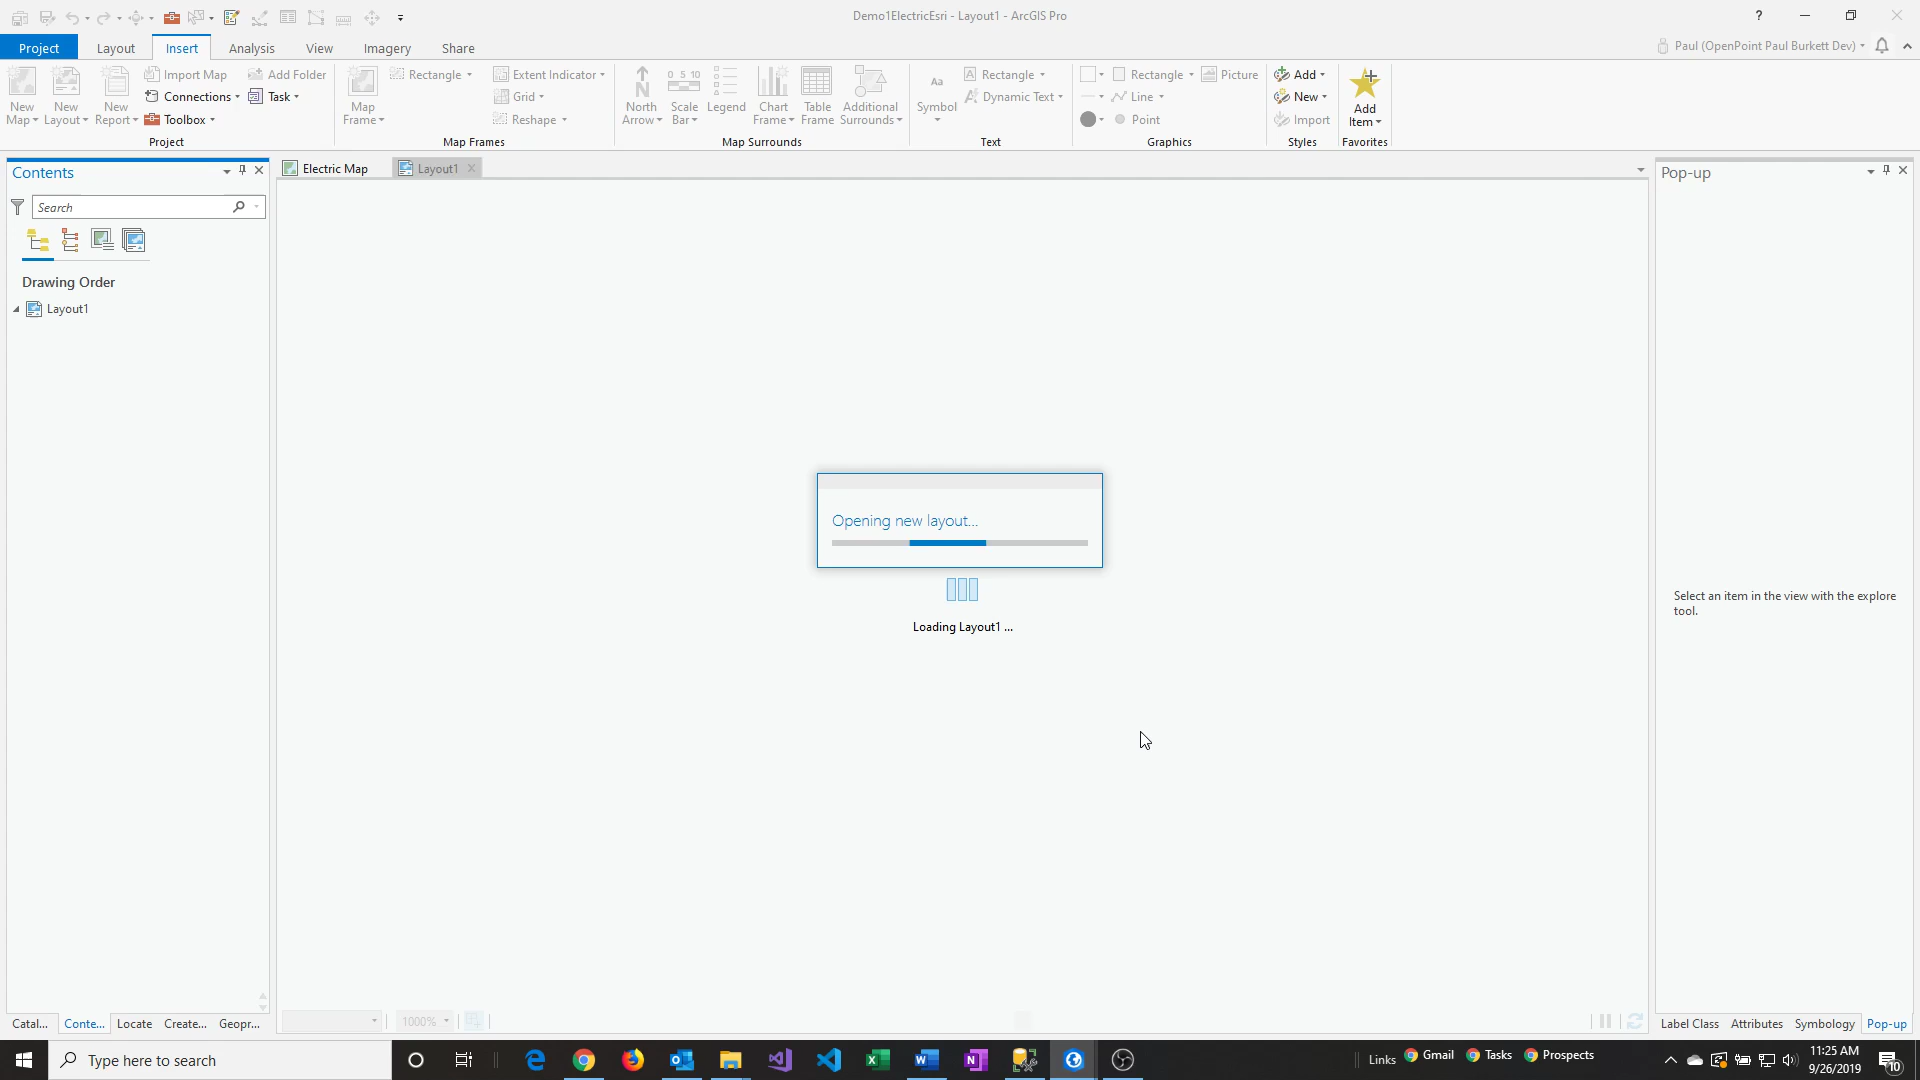 Demo1ElectricEsri - Layout1 - ArcGIS Pro
?
Project
Layout
Insert
Analysis
View
Imagery
Share
Paul (OpenPoint Paul Burkett Dev)
New
Map
New
Layout
New
Report
Import Map
Connections
Toolbox
Add Folder
Task
Project
Map
Frame
Rectangle
Extent Indicator
Grid
Reshape
Map Frames
N
North
Arrow
0 5 10
Scale
Bar
Legend
Chart
Frame
Table
Frame
Additional
Surrounds
Map Surrounds
Aa
Symbol
A Rectangle
Dynamic Text
Text
Rectangle
Line
Point
Picture
Graphics
Add
New
Import
Styles
Add
Item
Favorites
Contents
Search
Drawing Order
Layout1
Electric Map
Layout1
Opening new layout...
Loading Layout1 ...
Pop-up
Select an item in the view with the explore
tool.
Catal...
Conte...
Locate
Create...
Geopr...
1000%
Label Class
Attributes
Symbology
Pop-up
Type here to search
Links
Gmail
Tasks
Prospects
11:25 AM
9/26/2019
10